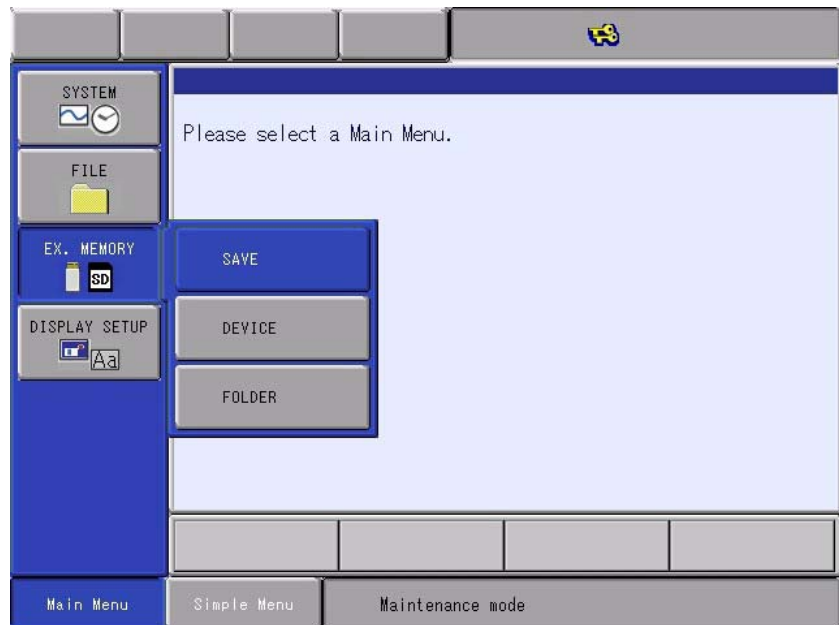 SYSTEM
Please select a Main Menu.
FILE
EX. MEMORY
SD
SAVE
DISPLAY SETUP
Aa
DEVICE
FOLDER
Main Menu
Simple Menu
Maintenance mode